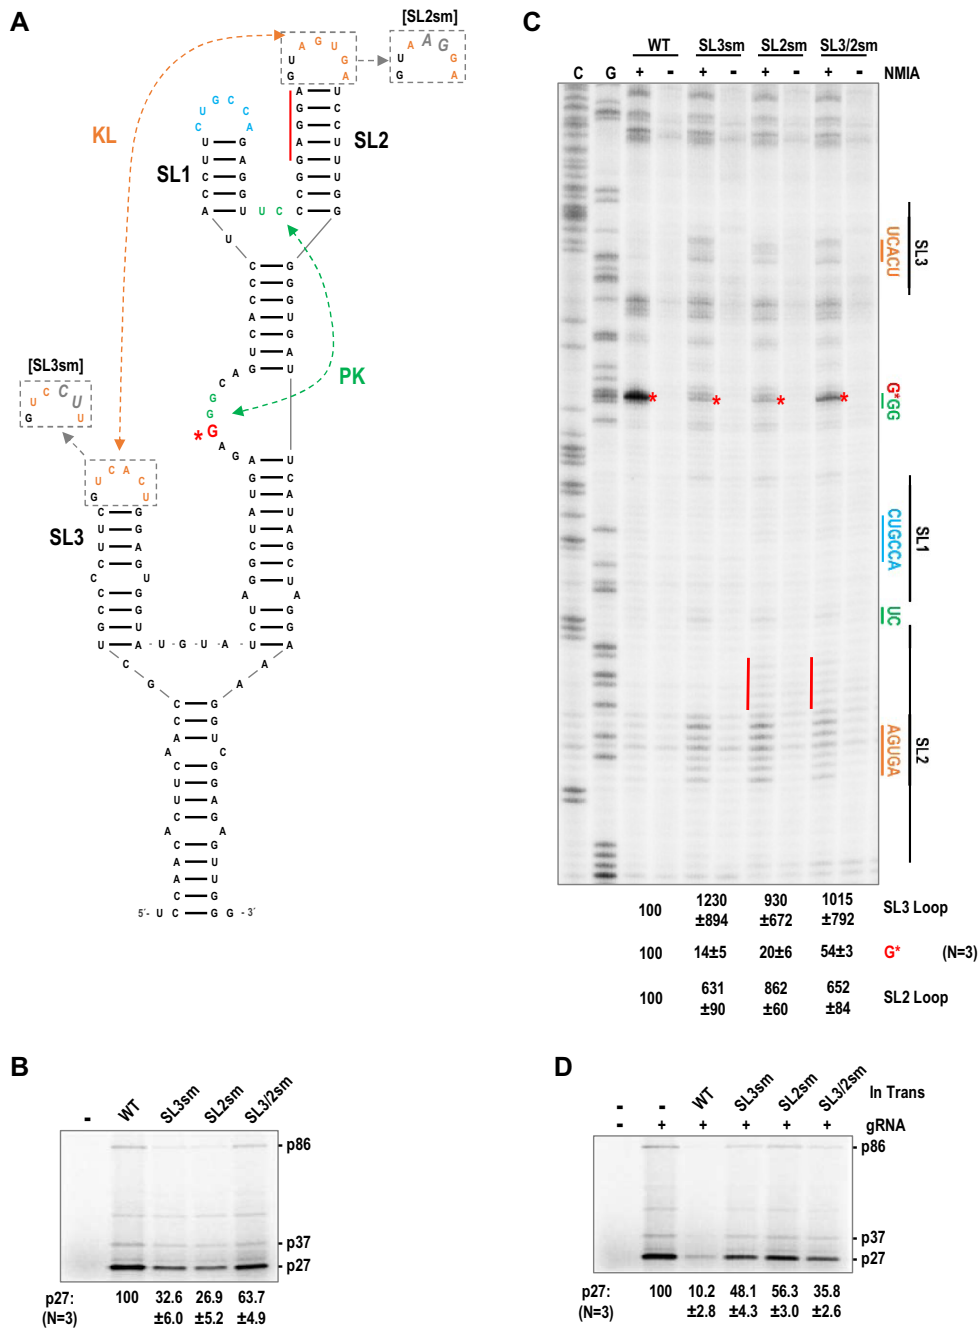 A
[SL2sm]
G U A A G G A
G U A G U G A
KL
SL2
SL1
C U G C C A
U U C C A
G A G G U
U C
A G G A G G C C
U C C U U U G G
U
C C C A C U G
G G G U G A U
PK
A C G G G A G
*
[SL3sm]
G U C C U U
G U C A C U
SL3
5´- U C
G G -3´
B
- WT SL3sm SL2sm SL3/2sm
p86
p37
p27
p27: 100 32.6 26.9 63.7
(N=3) ±6.0 ±5.2 ±4.9
C
WT SL3sm SL2sm SL3/2sm
C G + - + - + - + - NMIA
UCACU SL3
G*GG
* * * *
CUGCCA SL1
UC
AGUGA SL2
100 1230 ±894 930 ±672 1015 ±792 SL3 Loop
100 14±5 20±6 54±3 G* (N=3)
100 631 ±90 862 ±60 652 ±84 SL2 Loop
D
- - WT SL3sm SL2sm SL3/2sm In Trans
- + + + + + gRNA
p86
p37
p27
p27: 100 10.2 48.1 56.3 35.8
(N=3) ±2.8 ±4.3 ±3.0 ±2.6